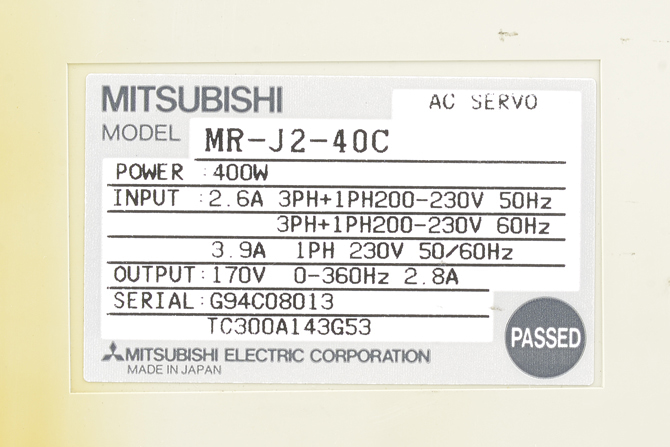 MITSUBISHI
AC SERVO
MODEL MR-J2-40C
POWER :400W
INPUT :2.6A 3PH+1PH200-230V 50Hz
3PH+1PH200-230V 60Hz
3.9A 1PH 230V 50/60Hz
OUTPUT:170V 0-360Hz 2.8A
SERIAL:G94C08013
TC300A143G53
PASSED
MITSUBISHI ELECTRIC CORPORATION
MADE IN JAPAN